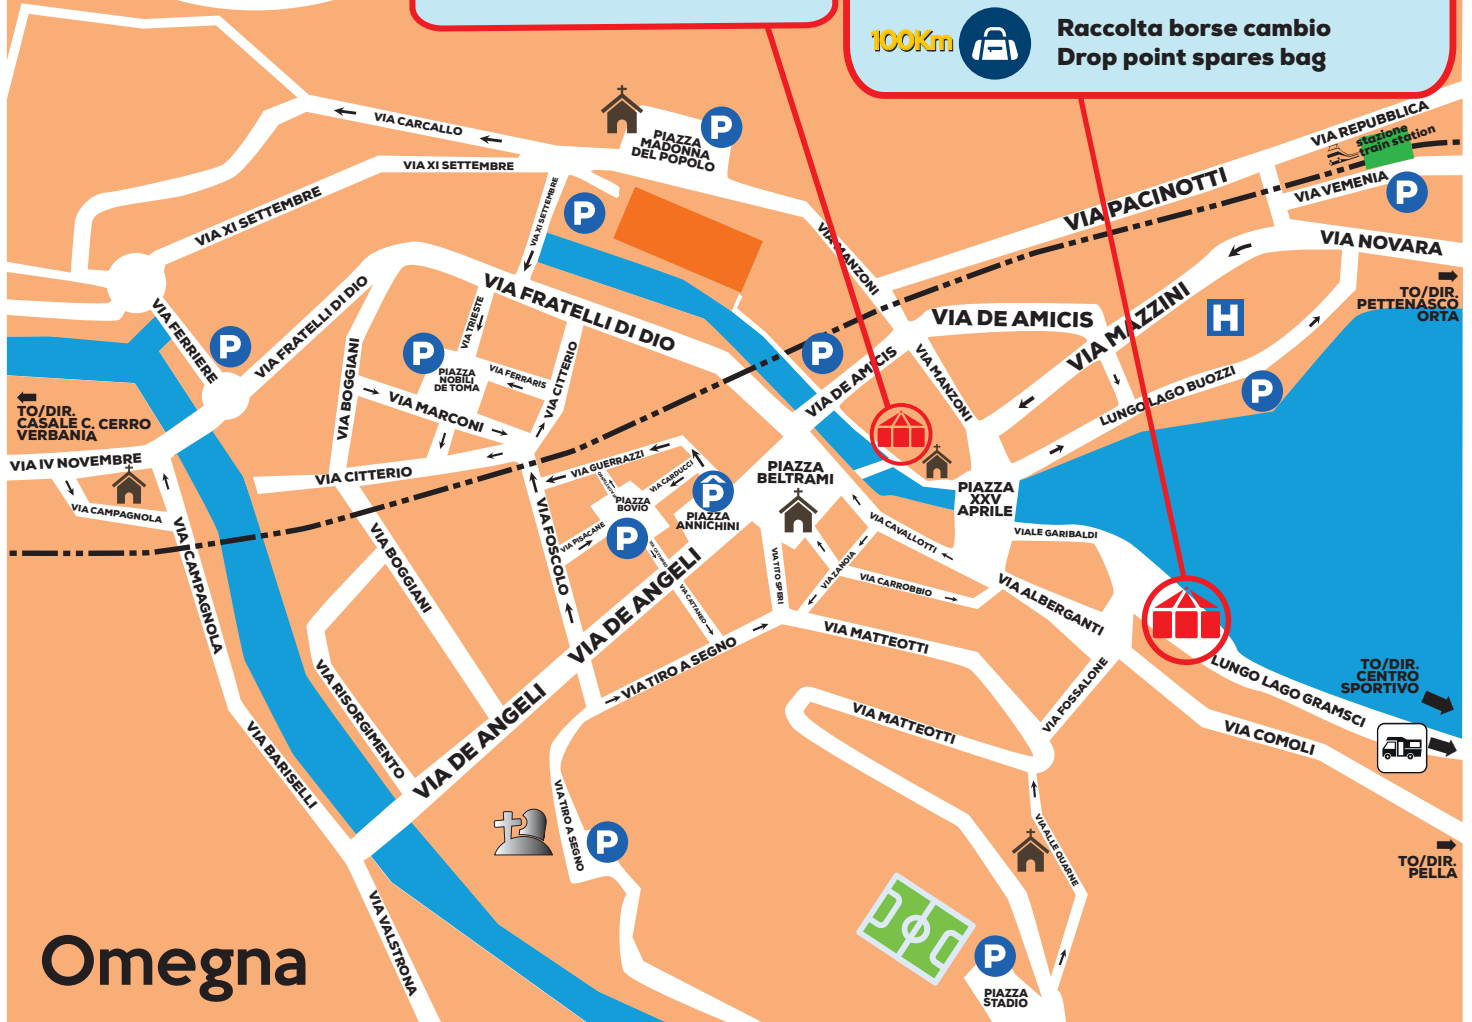 100Km
Raccolta borse cambio
Drop point spares bag
VIA REPUBBLICA
stazione
train station
VIA CARCALLO
PIAZZA
MADONNA
DEL POPOLO
P
VIA XI SETTEMBRE
VIA XI SETTEMBRE
VIA XI SETTEMBRE
P
VIA PACINOTTI
VIA VEMENIA
P
VIA MANZONI
VIA NOVARA
TO/DIR.
PETTENASCO
ORTA
VIA FRATELLI DI DIO
VIA FRATELLI DI DIO
VIA FERRIERE
P
VIA TRIESTE
VIA DE AMICIS
VIA MAZZINI
H
P
VIA BOGGIANI
P
PIAZZA
NOBILI
DE TOMA
VIA FERRARIS
VIA CITTERIO
VIA DE AMICIS
VIA MANZONI
LUNGO LAGO BUOZZI
P
TO/DIR.
CASALE C. CERRO
VERBANIA
VIA MARCONI
VIA IV NOVEMBRE
VIA CITTERIO
VIA GUERRAZZI
VIA CARDUCCI
PIAZZA
BELTRAMI
PIAZZA
XXV
APRILE
VIA CAMPAGNOLA
VIA CAMPAGNOLA
PIAZZA
BOVIO
P
PIAZZA
ANNICHINI
P
VIA PISACANE
VIA FOSCOLO
VIA BOGGIANI
VIA CAVALLOTTI
VIALE GARIBALDI
VIA ZANOIA
VIA TITO SPERI
VIA CARROBBIO
VIA CATTANEO
VIA ALBERGANTI
VIA DE ANGELI
VIA DE ANGELI
VIA TIRO A SEGNO
VIA MATTEOTTI
VIA RISORGIMENTO
VIA MATTEOTTI
VIA FOSSALONE
LUNGO LAGO GRAMSCI
TO/DIR.
CENTRO
SPORTIVO
VIA COMOLI
VIA BARISELLI
VIA TIRO A SEGNO
P
VIA ALLE QUARNE
TO/DIR.
PELLA
VIA VALSTRONA
P
PIAZZA
STADIO
Omegna